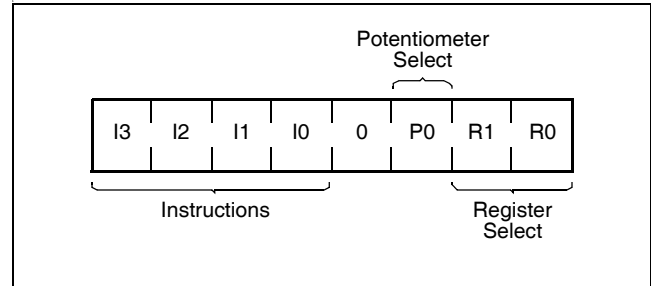 Potentiometer
Select
I3 I2 I1 I0 0 P0 R1 R0
Instructions
Register
Select